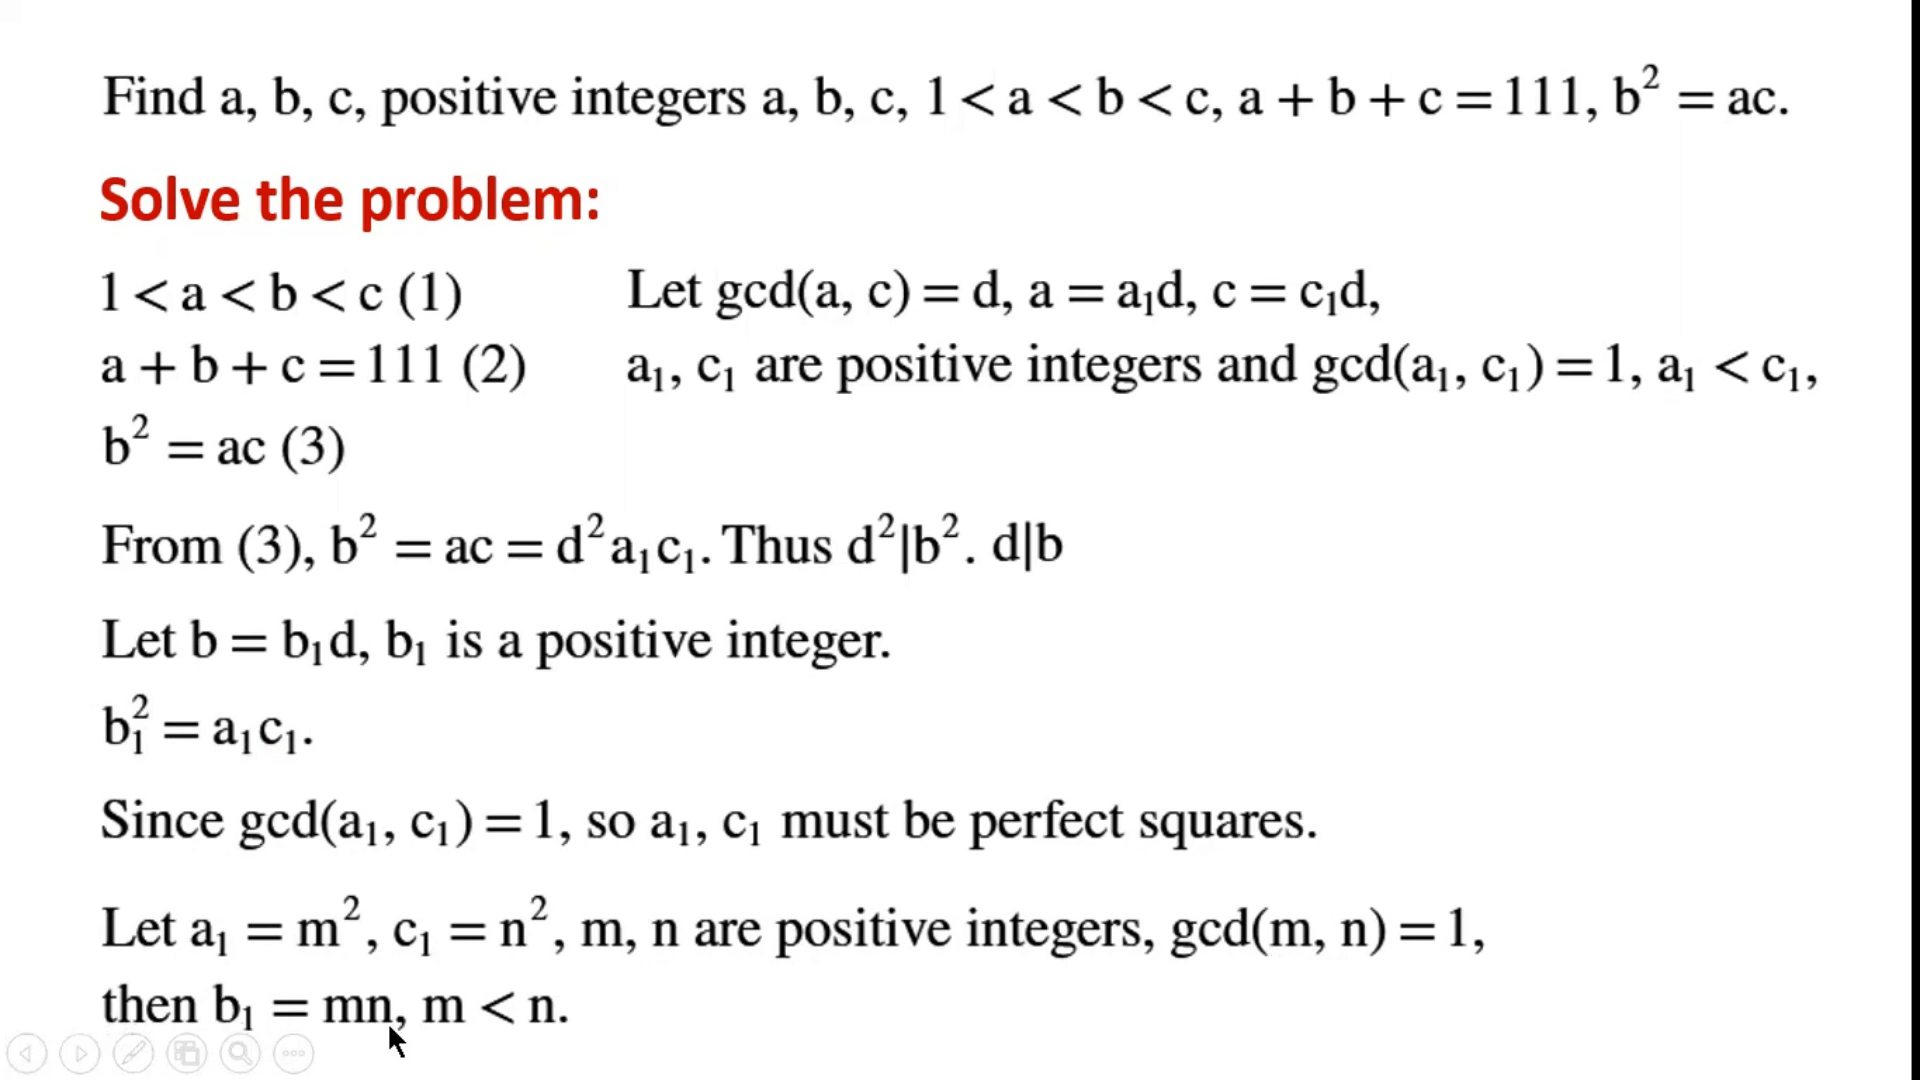 Find a, b, c, positive integers a, b, c, 1 < a < b < c, a + b + c = 111, b² = ac.
Solve the problem:
1 < a < b < c (1)
a + b + c = 111 (2)
b² = ac (3)
Let gcd(a, c) = d, a = a₁d, c = c₁d,
a₁, c₁ are positive integers and gcd(a₁, c₁) = 1, a₁ < c₁,
From (3), b² = ac = d²a₁c₁. Thus d²|b². d|b
Let b = b₁d, b₁ is a positive integer.
b₁² = a₁c₁.
Since gcd(a₁, c₁) = 1, so a₁, c₁ must be perfect squares.
Let a₁ = m², c₁ = n², m, n are positive integers, gcd(m, n) = 1,
then b₁ = mn, m < n.